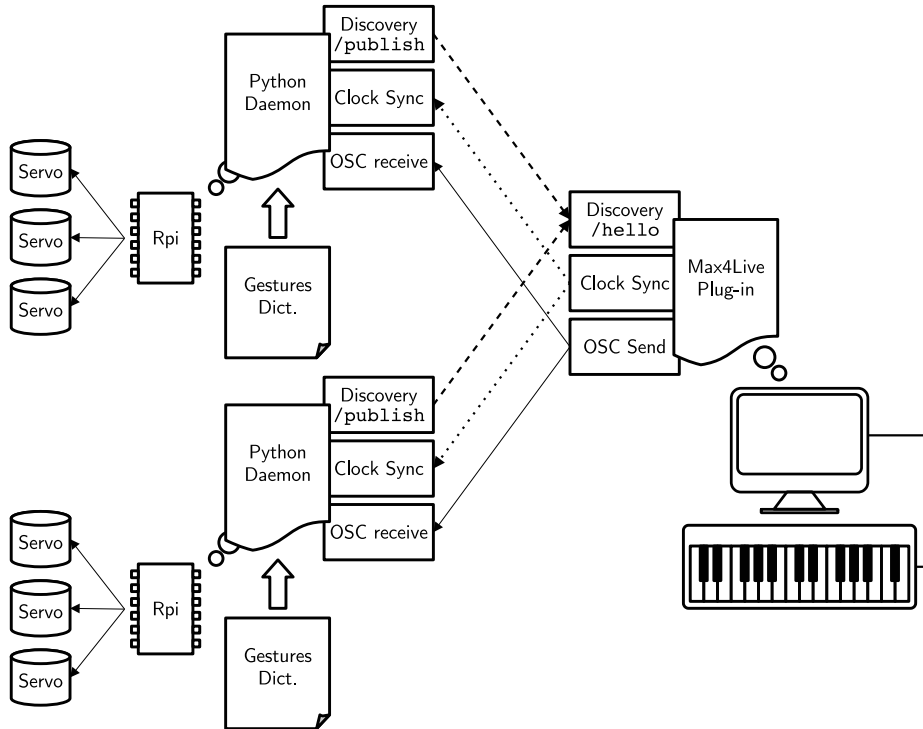 Discovery
/publish
Python
Daemon
Clock Sync
OSC receive
Servo
Servo
Servo
Rpi
Gestures
Dict.
Discovery
/hello
Clock Sync
OSC Send
Max4Live
Plug-in
Discovery
/publish
Python
Daemon
Clock Sync
OSC receive
Servo
Servo
Servo
Rpi
Gestures
Dict.